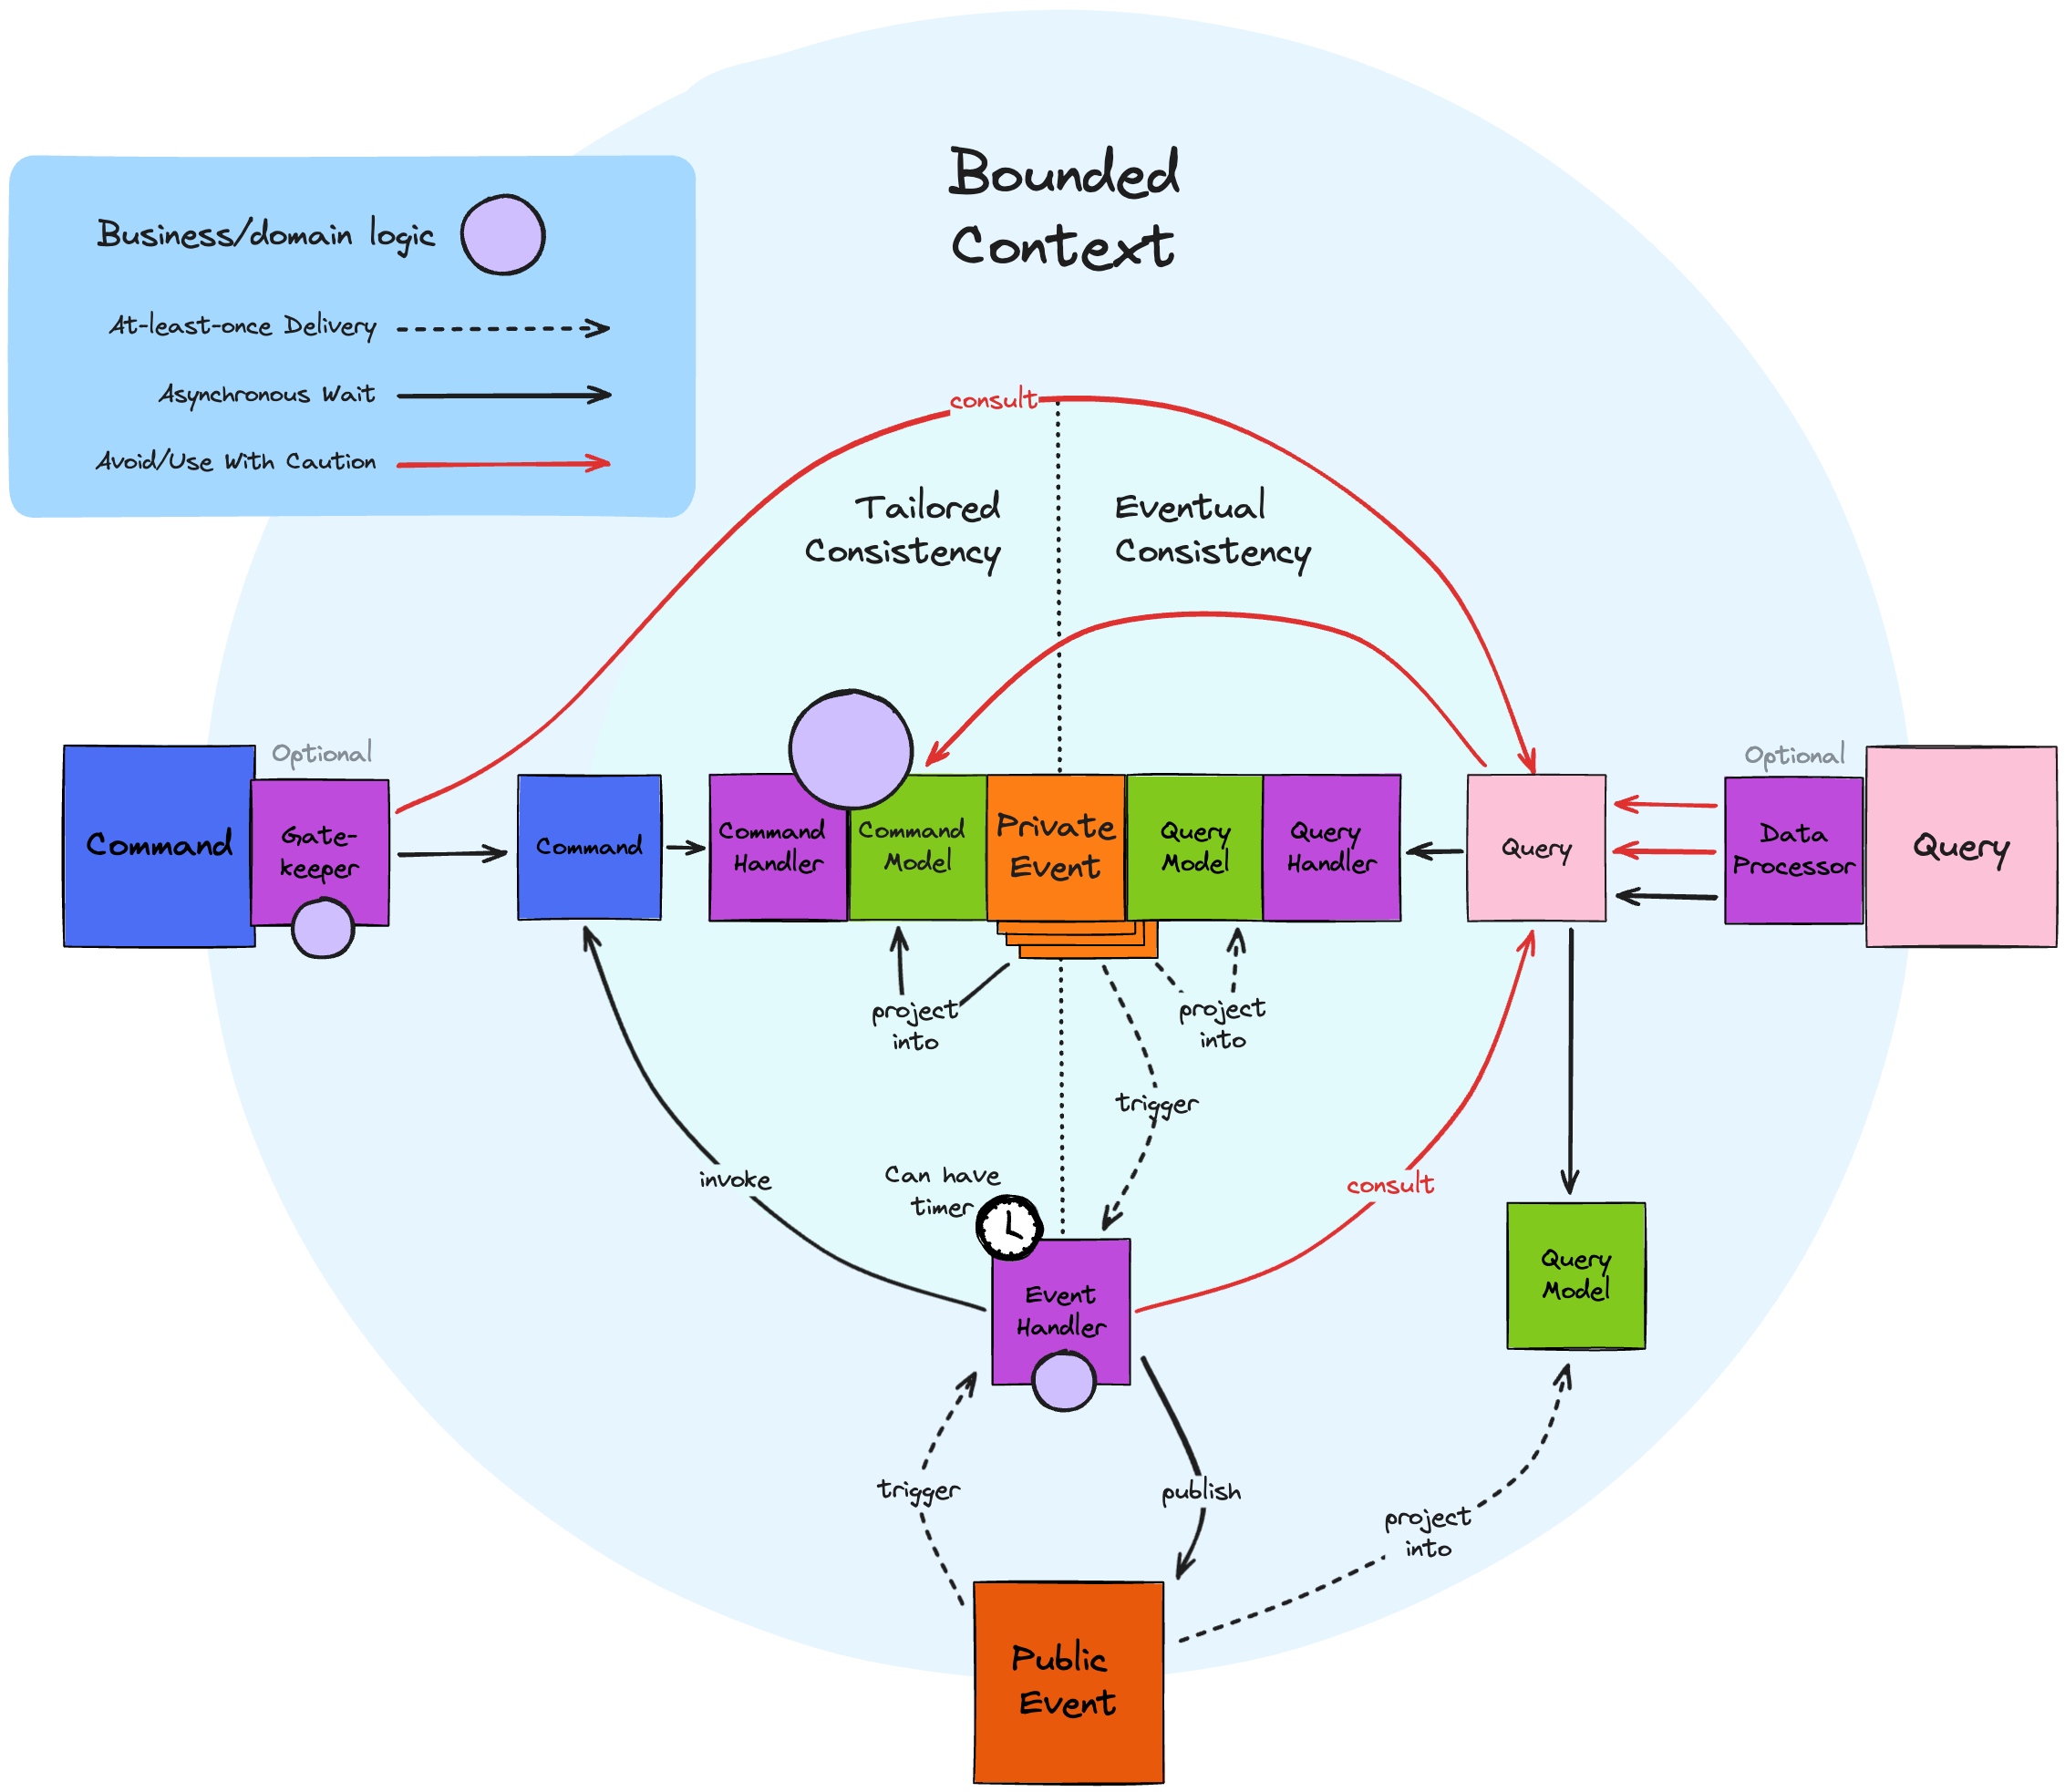 Bounded
Context
Business/domain logic
At-least-once Delivery
Asynchronous Wait
Avoid/Use With Caution
consult
Tailored
Consistency
Eventual
Consistency
Optional
Command
Gate-
keeper
Command
Command
Handler
Command
Model
Private
Event
Query
Model
Query
Handler
Query
Optional
Data
Processor
Query
project
into
project
into
trigger
invoke
Can have
timer
consult
Event
Handler
Query
Model
trigger
publish
project
into
Public
Event